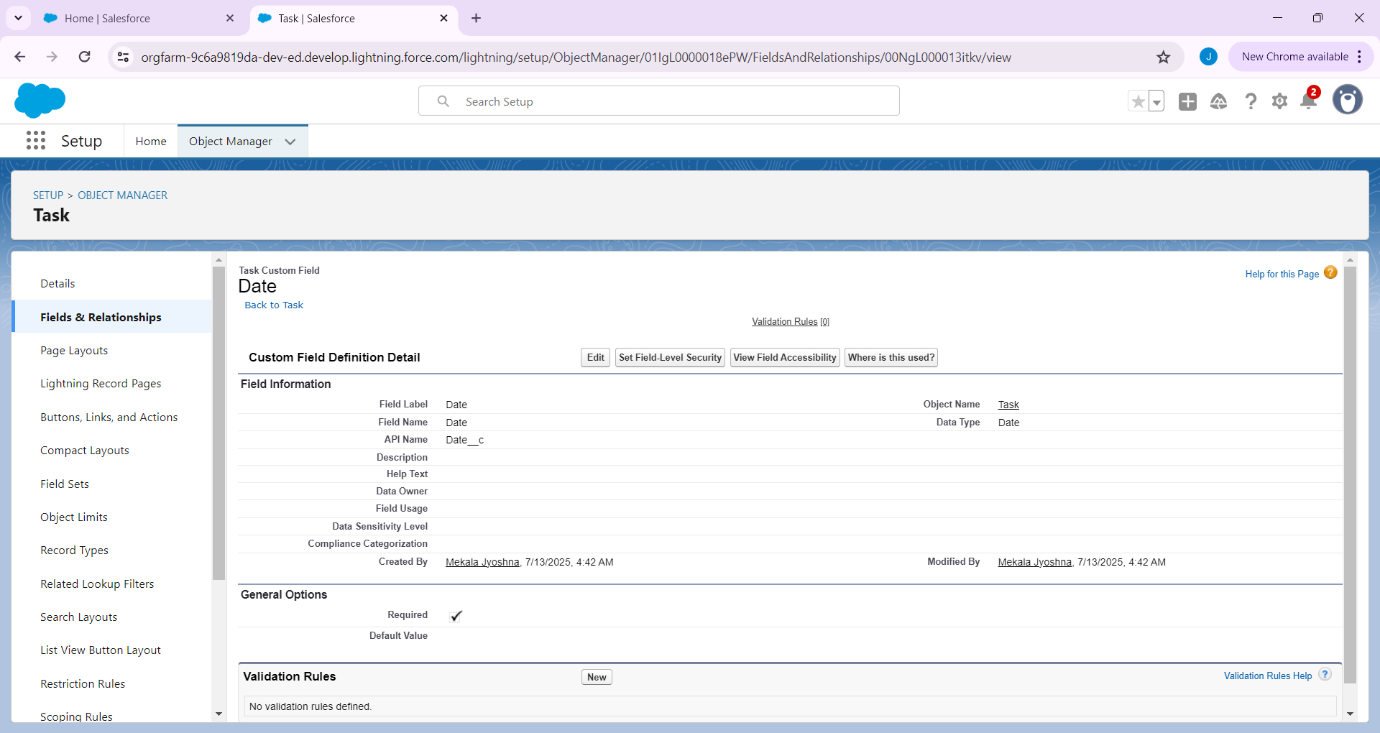 Home | Salesforce
Task | Salesforce
orgfarm-9c6a9819da-dev-ed.develop.lightning.force.com/lightning/setup/ObjectManager/01IgL0000018ePW/FieldsAndRelationships/00NgL000013itkv/view
J
New Chrome available
Search Setup
2
Setup
Home
Object Manager
SETUP > OBJECT MANAGER
Task
Details
Fields & Relationships
Page Layouts
Lightning Record Pages
Buttons, Links, and Actions
Compact Layouts
Field Sets
Object Limits
Record Types
Related Lookup Filters
Search Layouts
List View Button Layout
Restriction Rules
Scoping Rules
Task Custom Field
Date
Back to Task
Help for this Page
Validation Rules [0]
Custom Field Definition Detail
Edit
Set Field-Level Security
View Field Accessibility
Where is this used?
Field Information
Field Label Date Object Name Task
Field Name Date Data Type Date
API Name Date__c
Description
Help Text
Data Owner
Field Usage
Data Sensitivity Level
Compliance Categorization
Created By Mekala Jyoshna, 7/13/2025, 4:42 AM Modified By Mekala Jyoshna, 7/13/2025, 4:42 AM
General Options
Required
Default Value
Validation Rules New Validation Rules Help ?
No validation rules defined.